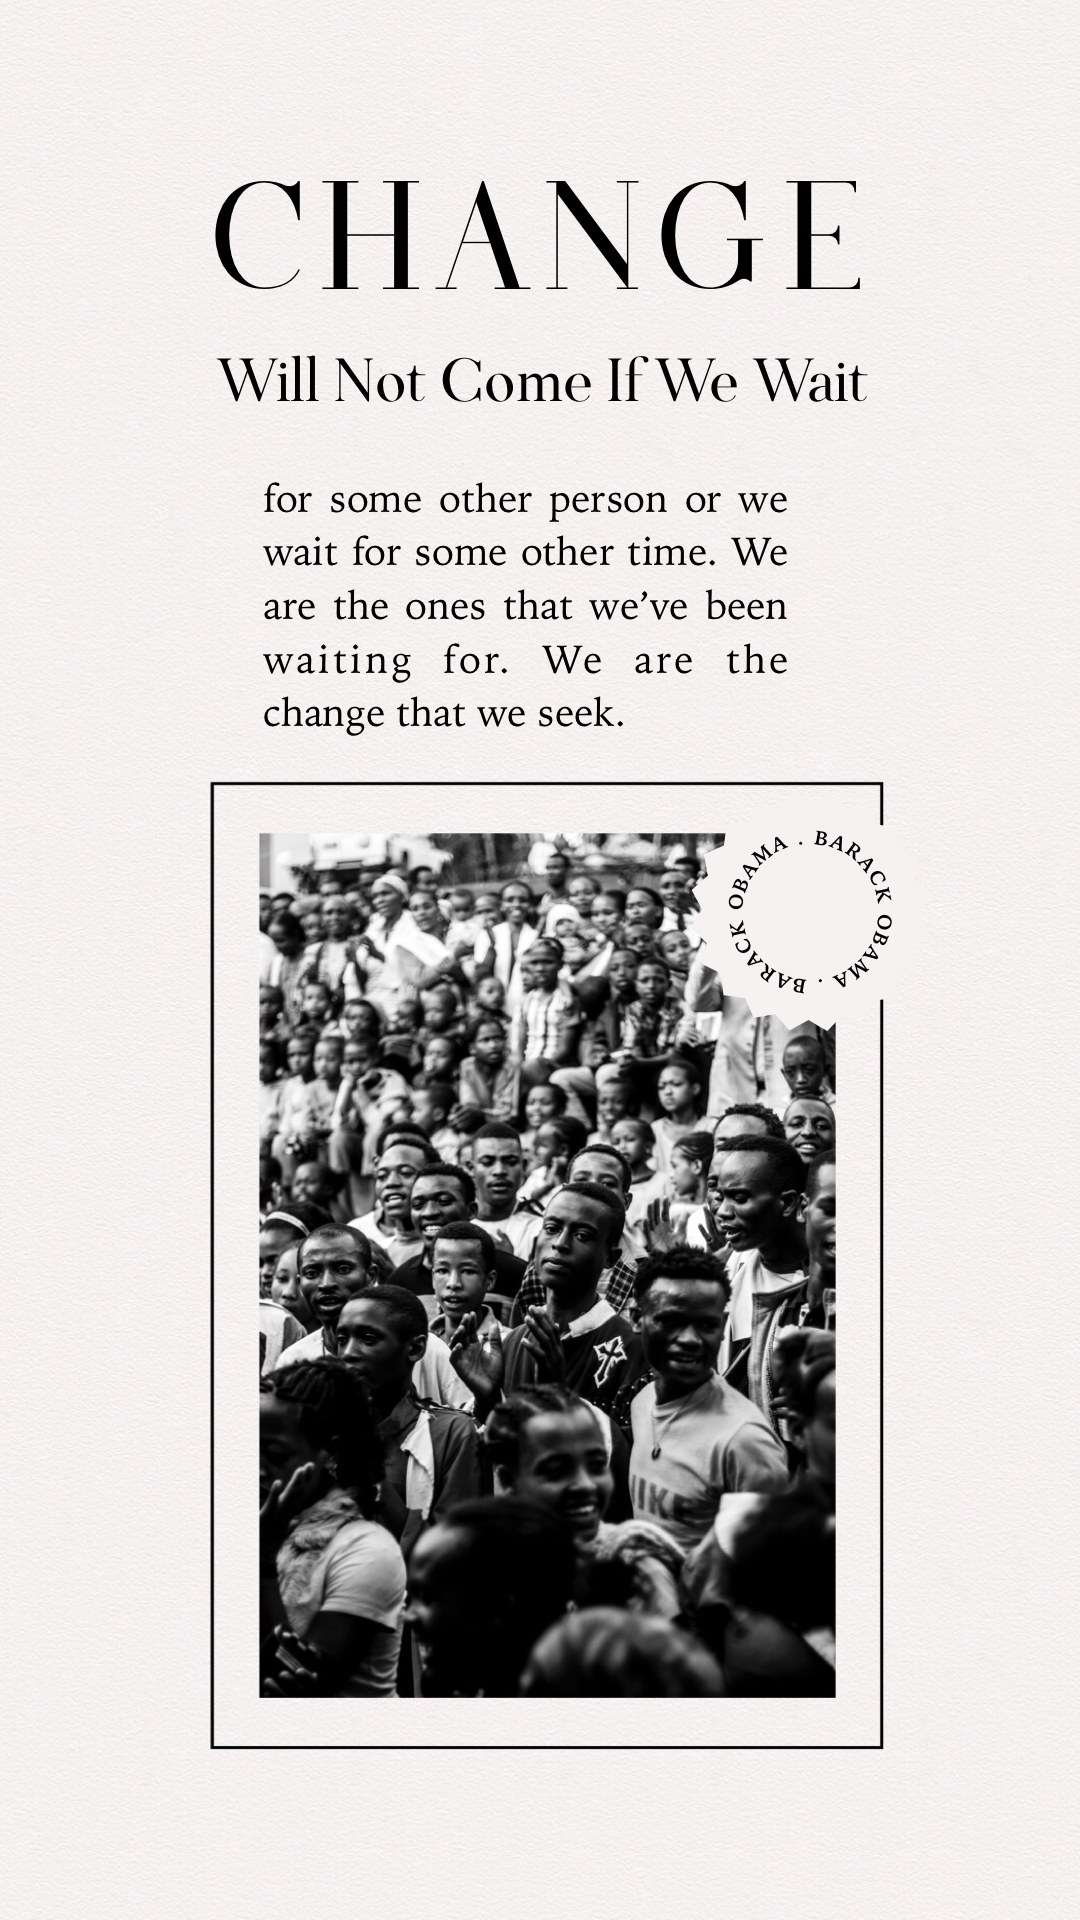 CHANGE
Will Not Come If We Wait
for some other person or we
wait for some other time. We
are the ones that we’ve been
waiting for. We are the
change that we seek.
BARACK OBAMA . BARACK OBAMA .